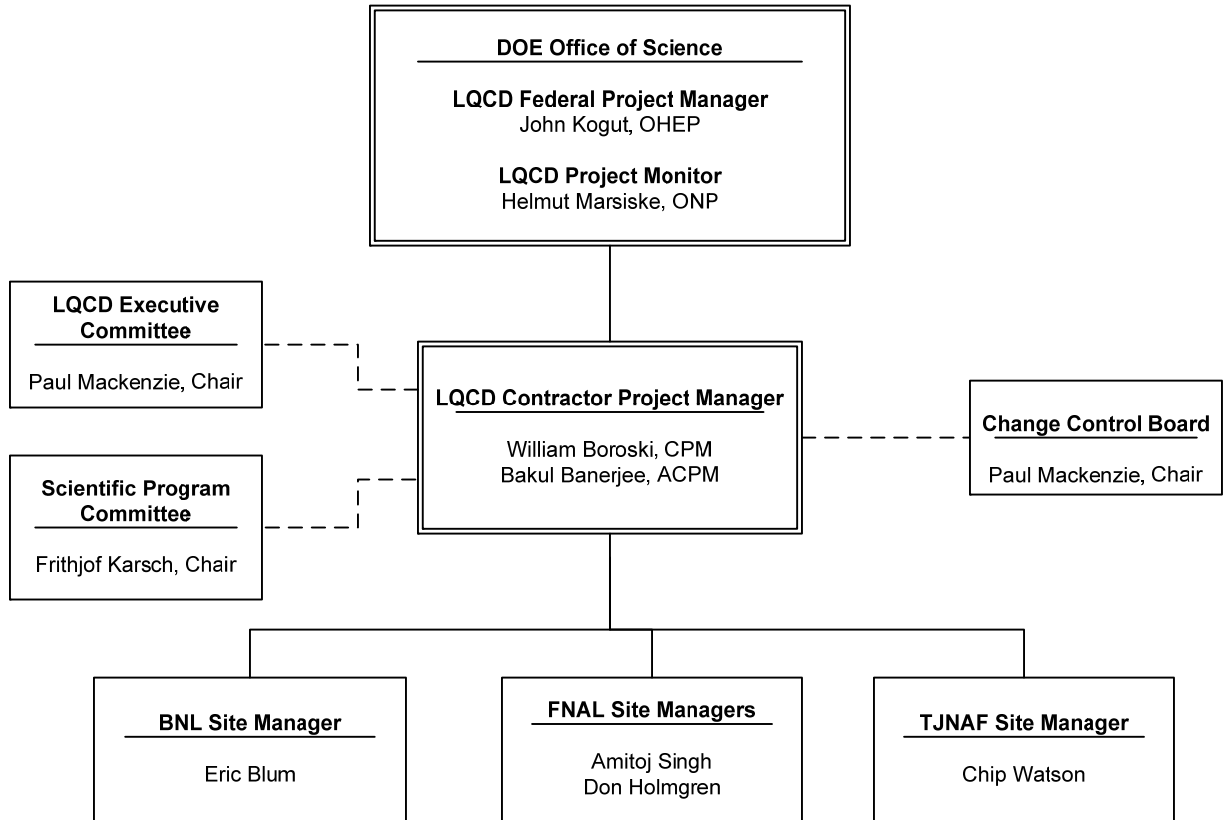 DOE Office of Science
LQCD Federal Project Manager
John Kogut, OHEP
LQCD Project Monitor
Helmut Marsiske, ONP
LQCD Executive
Committee
Paul Mackenzie, Chair
LQCD Contractor Project Manager
William Boroski, CPM
Bakul Banerjee, ACPM
Change Control Board
Paul Mackenzie, Chair
Scientific Program
Committee
Frithjof Karsch, Chair
BNL Site Manager
Eric Blum
FNAL Site Managers
Amitoj Singh
Don Holmgren
TJNAF Site Manager
Chip Watson